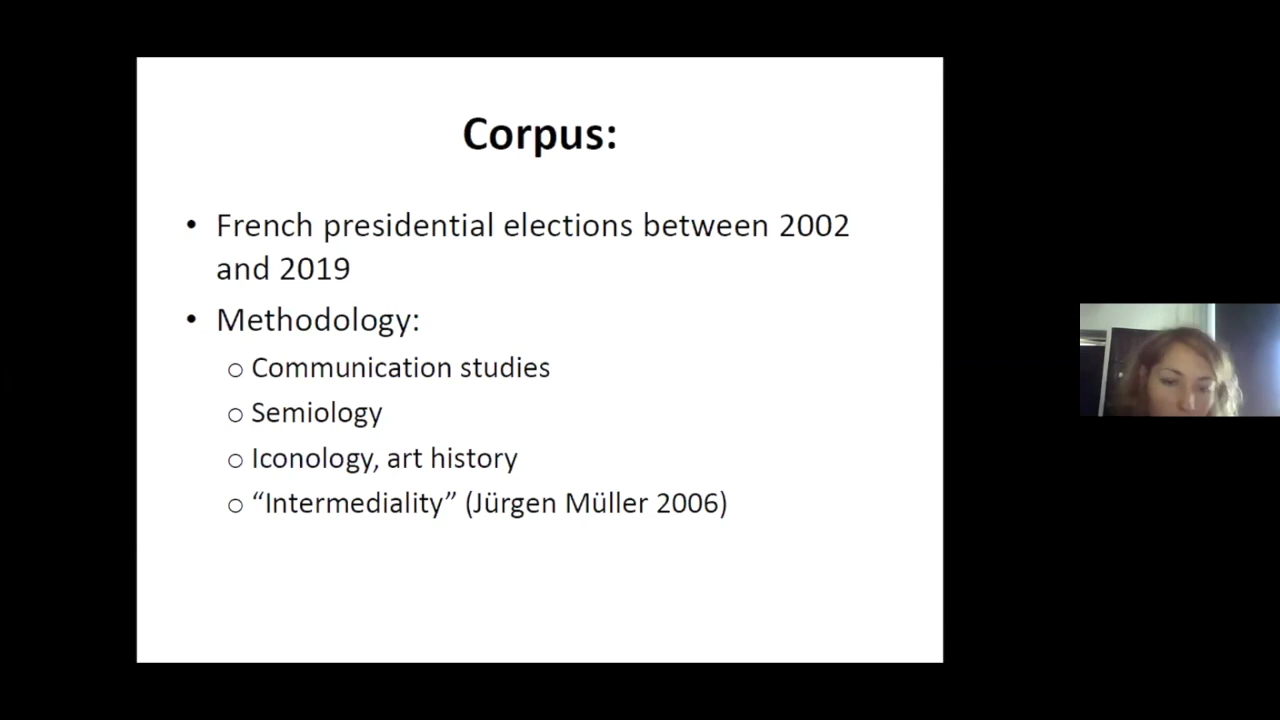 Corpus:
• French presidential elections between 2002
and 2019
• Methodology:
o Communication studies
o Semiology
o Iconology, art history
o “Intermediality” (Jürgen Müller 2006)